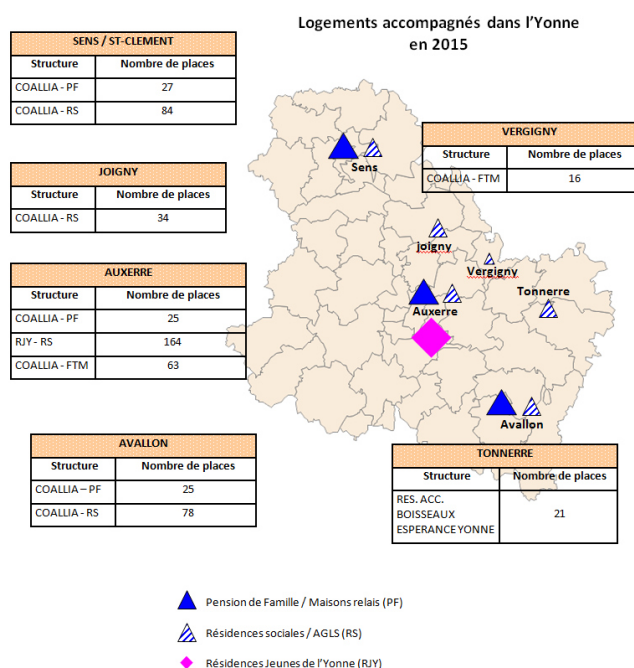 Logements accompagnés dans l'Yonne
en 2015
SENS / ST-CLEMENT
Structure Nombre de places
COALLIA - PF 27
COALLIA - RS 84
JOIGNY
Structure Nombre de places
COALLIA - RS 34
AUXERRE
Structure Nombre de places
COALLIA - PF 25
RJY - RS 164
COALLIA - FTM 63
AVALLON
Structure Nombre de places
COALLIA – PF 25
COALLIA - RS 78
VERGIGNY
Structure Nombre de places
COALLIA - FTM 16
Sens
joigny
Vergigny
Tonnerre
Auxerre
Avallon
TONNERRE
Structure Nombre de places
RES. ACC.
BOISSEAUX 21
ESPERANCE YONNE
Pension de Famille / Maisons relais (PF)
Résidences sociales / AGLS (RS)
Résidences Jeunes de l'Yonne (RJY)